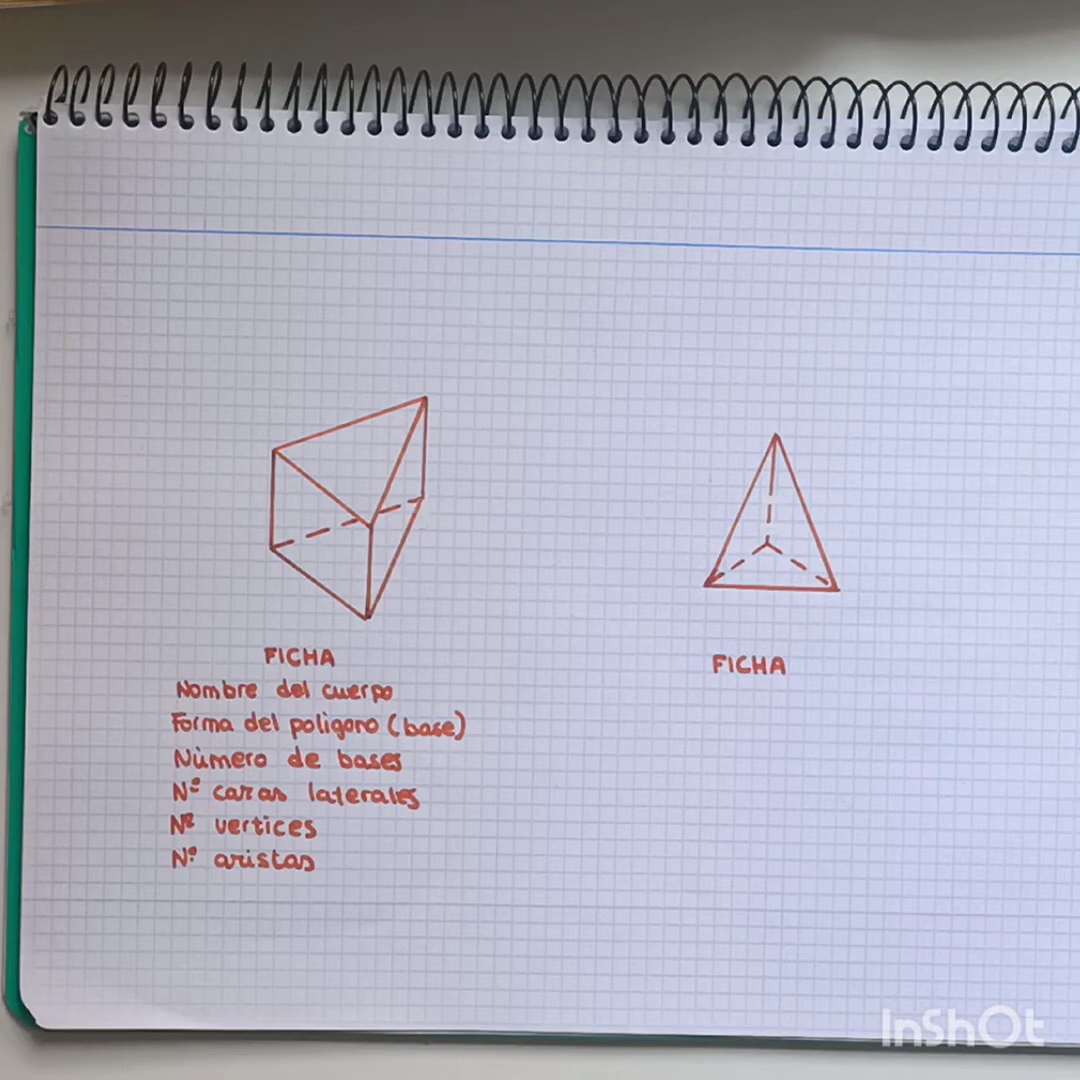 FICHA
Nombre del cuerpo
Forma del poligono (base)
Número de bases
Nº caras laterales
Nº vertices
Nº aristas
FICHA
InShOt